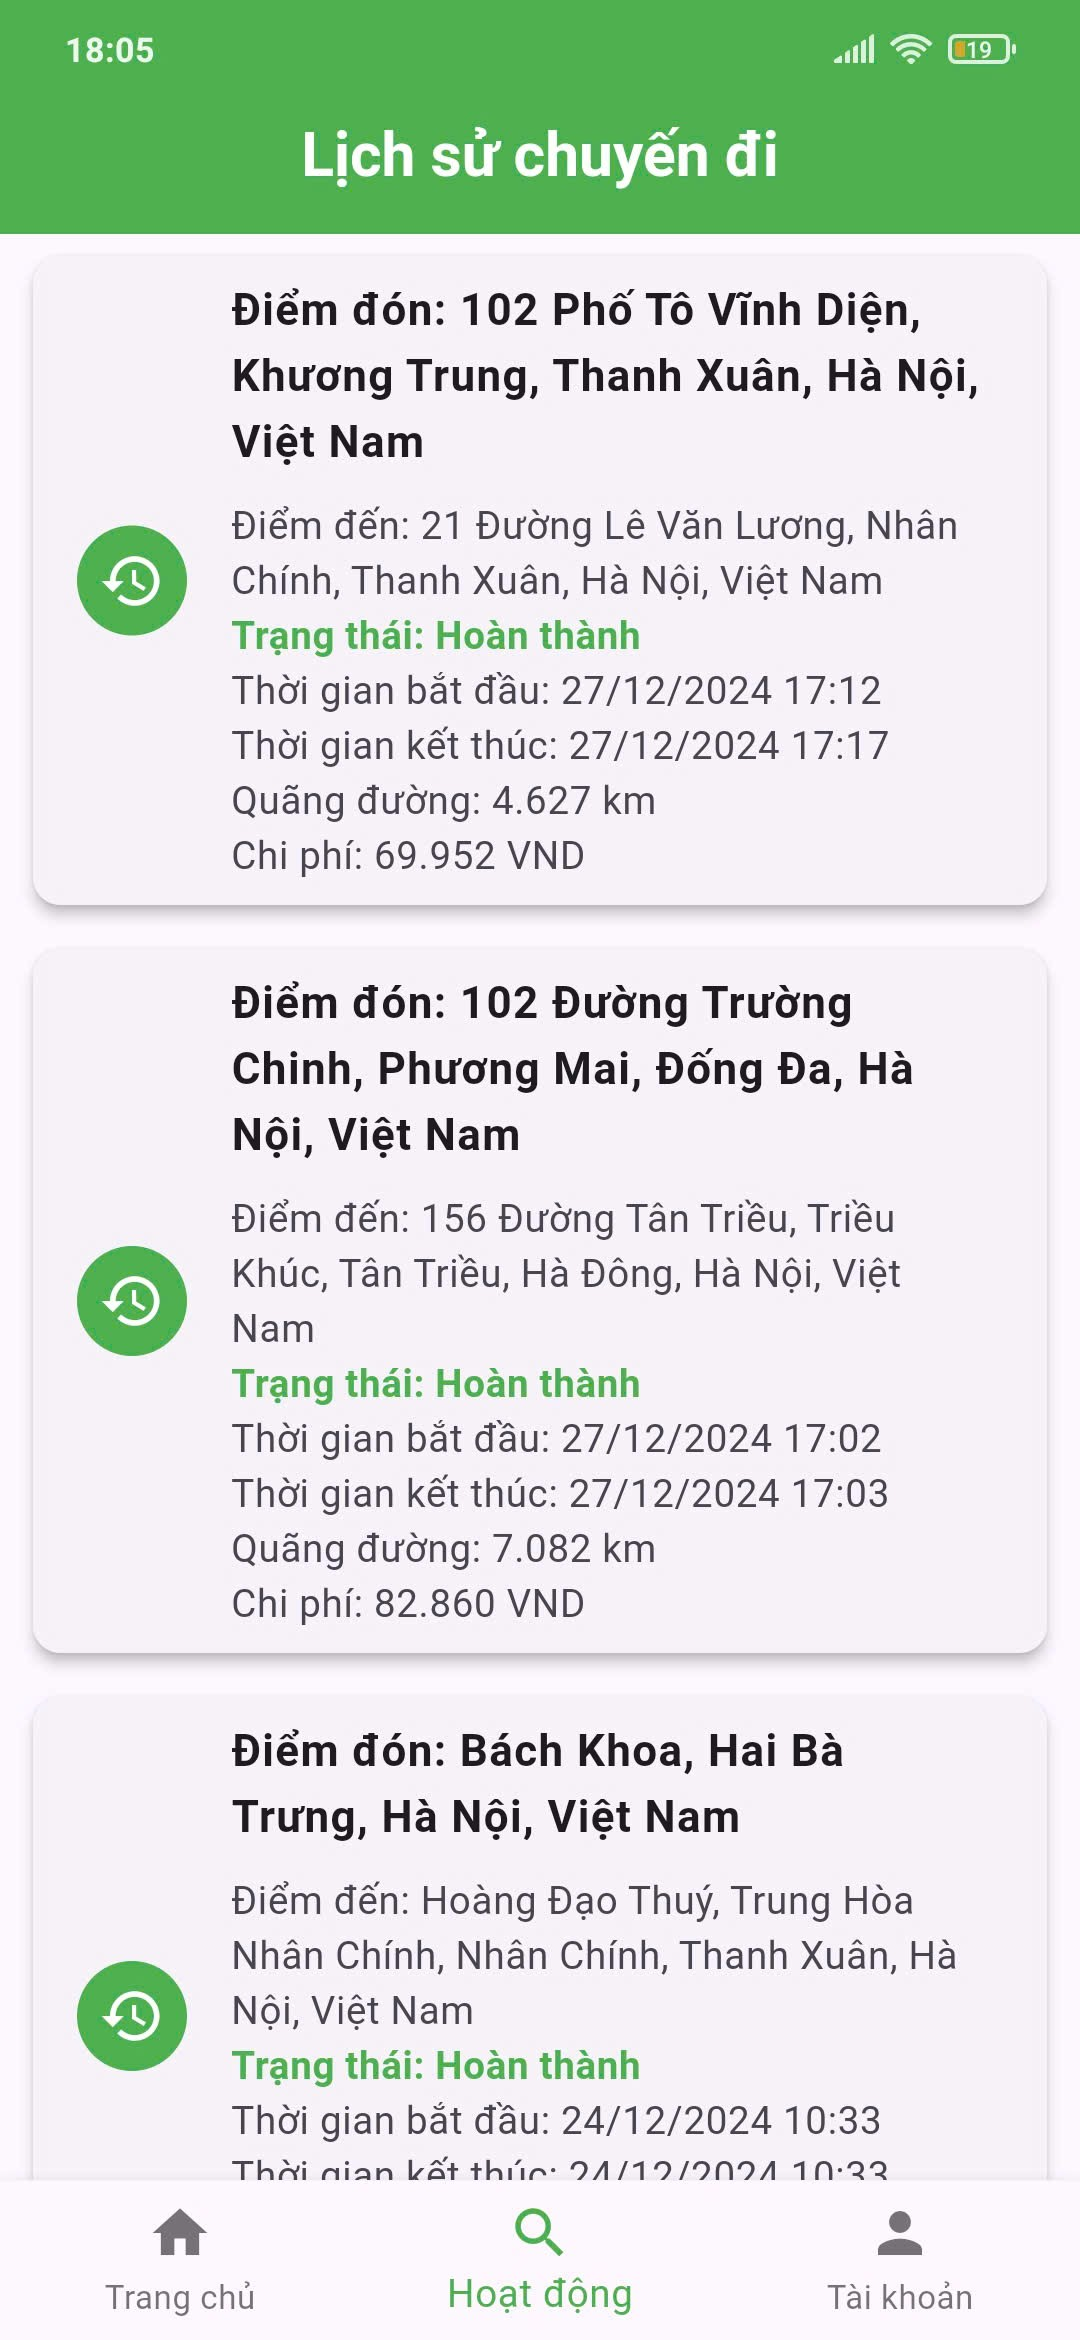 18:05
19
Lịch sử chuyến đi
Điểm đón: 102 Phố Tô Vĩnh Diện,
Khương Trung, Thanh Xuân, Hà Nội,
Việt Nam
Điểm đến: 21 Đường Lê Văn Lương, Nhân
Chính, Thanh Xuân, Hà Nội, Việt Nam
Trạng thái: Hoàn thành
Thời gian bắt đầu: 27/12/2024 17:12
Thời gian kết thúc: 27/12/2024 17:17
Quãng đường: 4.627 km
Chi phí: 69.952 VND
Điểm đón: 102 Đường Trường
Chinh, Phương Mai, Đống Đa, Hà
Nội, Việt Nam
Điểm đến: 156 Đường Tân Triều, Triều
Khúc, Tân Triều, Hà Đông, Hà Nội, Việt
Nam
Trạng thái: Hoàn thành
Thời gian bắt đầu: 27/12/2024 17:02
Thời gian kết thúc: 27/12/2024 17:03
Quãng đường: 7.082 km
Chi phí: 82.860 VND
Điểm đón: Bách Khoa, Hai Bà
Trưng, Hà Nội, Việt Nam
Điểm đến: Hoàng Đạo Thuý, Trung Hòa
Nhân Chính, Nhân Chính, Thanh Xuân, Hà
Nội, Việt Nam
Trạng thái: Hoàn thành
Thời gian bắt đầu: 24/12/2024 10:33
Thời gian kết thúc: 24/12/2024 10:33
Trang chủ
Hoạt động
Tài khoản